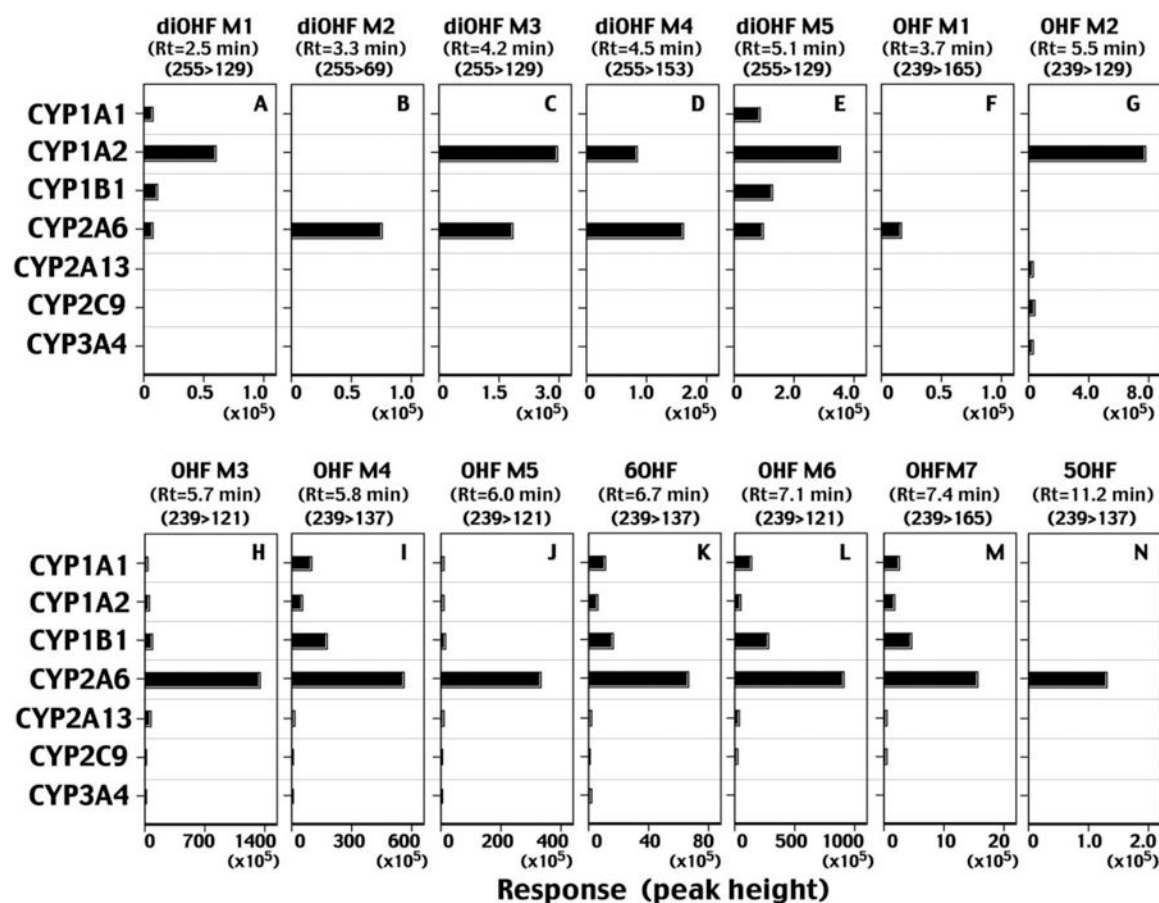 diOHF M1 diOHF M2 diOHF M3 diOHF M4 diOHF M5 OHF M1 OHF M2
(Rt=2.5 min) (Rt=3.3 min) (Rt=4.2 min) (Rt=4.5 min) (Rt=5.1 min) (Rt=3.7 min) (Rt= 5.5 min)
(255>129) (255>69) (255>129) (255>153) (255>129) (239>165) (239>129)
A B C D E F G
CYP1A1
CYP1A2
CYP1B1
CYP2A6
CYP2A13
CYP2C9
CYP3A4
0 0.5 1.0 0 0.5 1.0 0 1.5 3.0 0 1.0 2.0 0 2.0 4.0 0 0.5 1.0 0 4.0 8.0
(x10⁵) (x10⁵) (x10⁵) (x10⁵) (x10⁵) (x10⁵) (x10⁵)
OHF M3 OHF M4 OHF M5 6OHF OHF M6 OHFM7 5OHF
(Rt=5.7 min) (Rt=5.8 min) (Rt=6.0 min) (Rt=6.7 min) (Rt=7.1 min) (Rt=7.4 min) (Rt=11.2 min)
(239>121) (239>137) (239>121) (239>137) (239>121) (239>165) (239>137)
H I J K L M N
CYP1A1
CYP1A2
CYP1B1
CYP2A6
CYP2A13
CYP2C9
CYP3A4
0 700 1400 0 300 600 0 200 400 0 40 80 0 500 1000 0 10 20 0 1.0 2.0
(x10⁵) (x10⁵) (x10⁵) (x10⁵) (x10⁵) (x10⁵) (x10⁵)
Response (peak height)